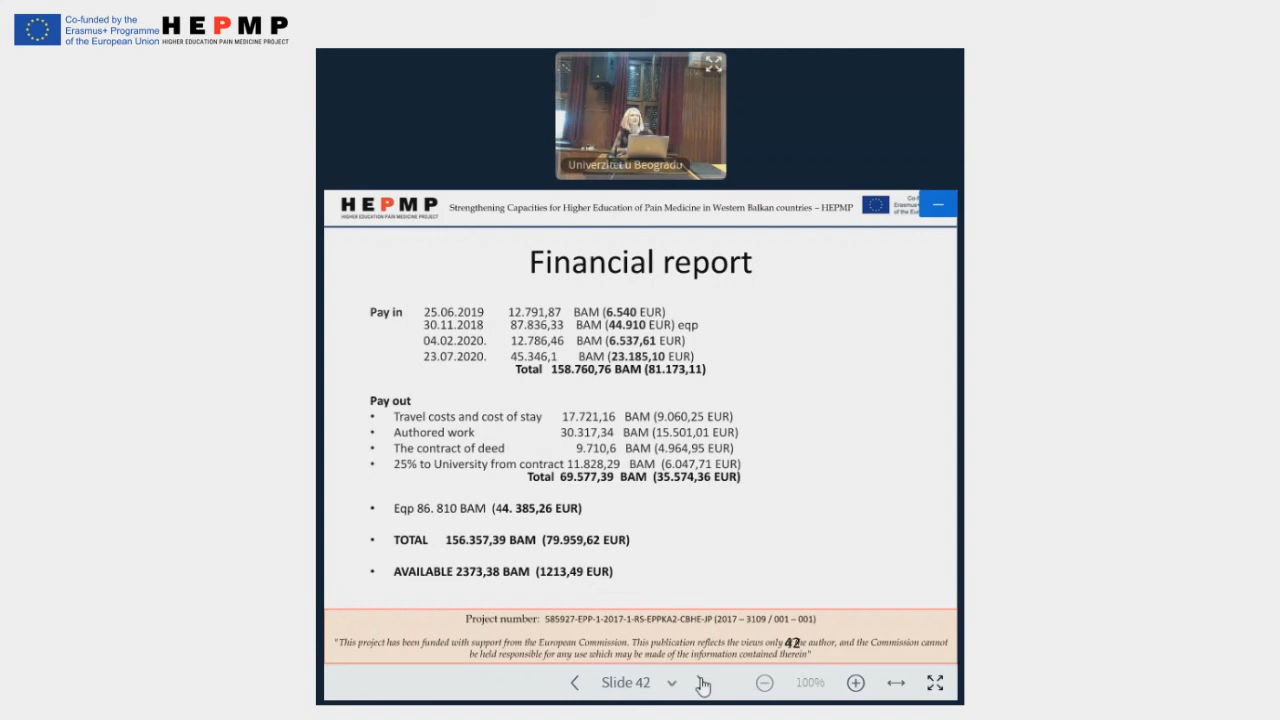 Co-funded by the
Erasmus+ Programme
of the European Union
HEPMP
HIGHER EDUCATION PAIN MEDICINE PROJECT
Univerzitet u Beogradu
HEPMP
HIGHER EDUCATION PAIN MEDICINE PROJECT
Strengthening Capacities for Higher Education of Pain Medicine in Western Balkan countries – HEPMP
Financial report
Pay in 25.06.2019 12.791,87 BAM (6.540 EUR)
30.11.2018 87.836,33 BAM (44.910 EUR) eqp
04.02.2020. 12.786,46 BAM (6.537,61 EUR)
23.07.2020. 45.346,1 BAM (23.185,10 EUR)
Total 158.760,76 BAM (81.173,11)
Pay out
• Travel costs and cost of stay 17.721,16 BAM (9.060,25 EUR)
• Authored work 30.317,34 BAM (15.501,01 EUR)
• The contract of deed 9.710,6 BAM (4.964,95 EUR)
• 25% to University from contract 11.828,29 BAM (6.047,71 EUR)
Total 69.577,39 BAM (35.574,36 EUR)
• Eqp 86. 810 BAM (44. 385,26 EUR)
• TOTAL 156.357,39 BAM (79.959,62 EUR)
• AVAILABLE 2373,38 BAM (1213,49 EUR)
Project number: 585927-EPP-1-2017-1-RS-EPPKA2-CBHE-JP (2017 – 3109 / 001 – 001)
"This project has been funded with support from the European Commission. This publication reflects the views only 42 author, and the Commission cannot
be held responsible for any use which may be made of the information contained therein"
Slide 42
100%